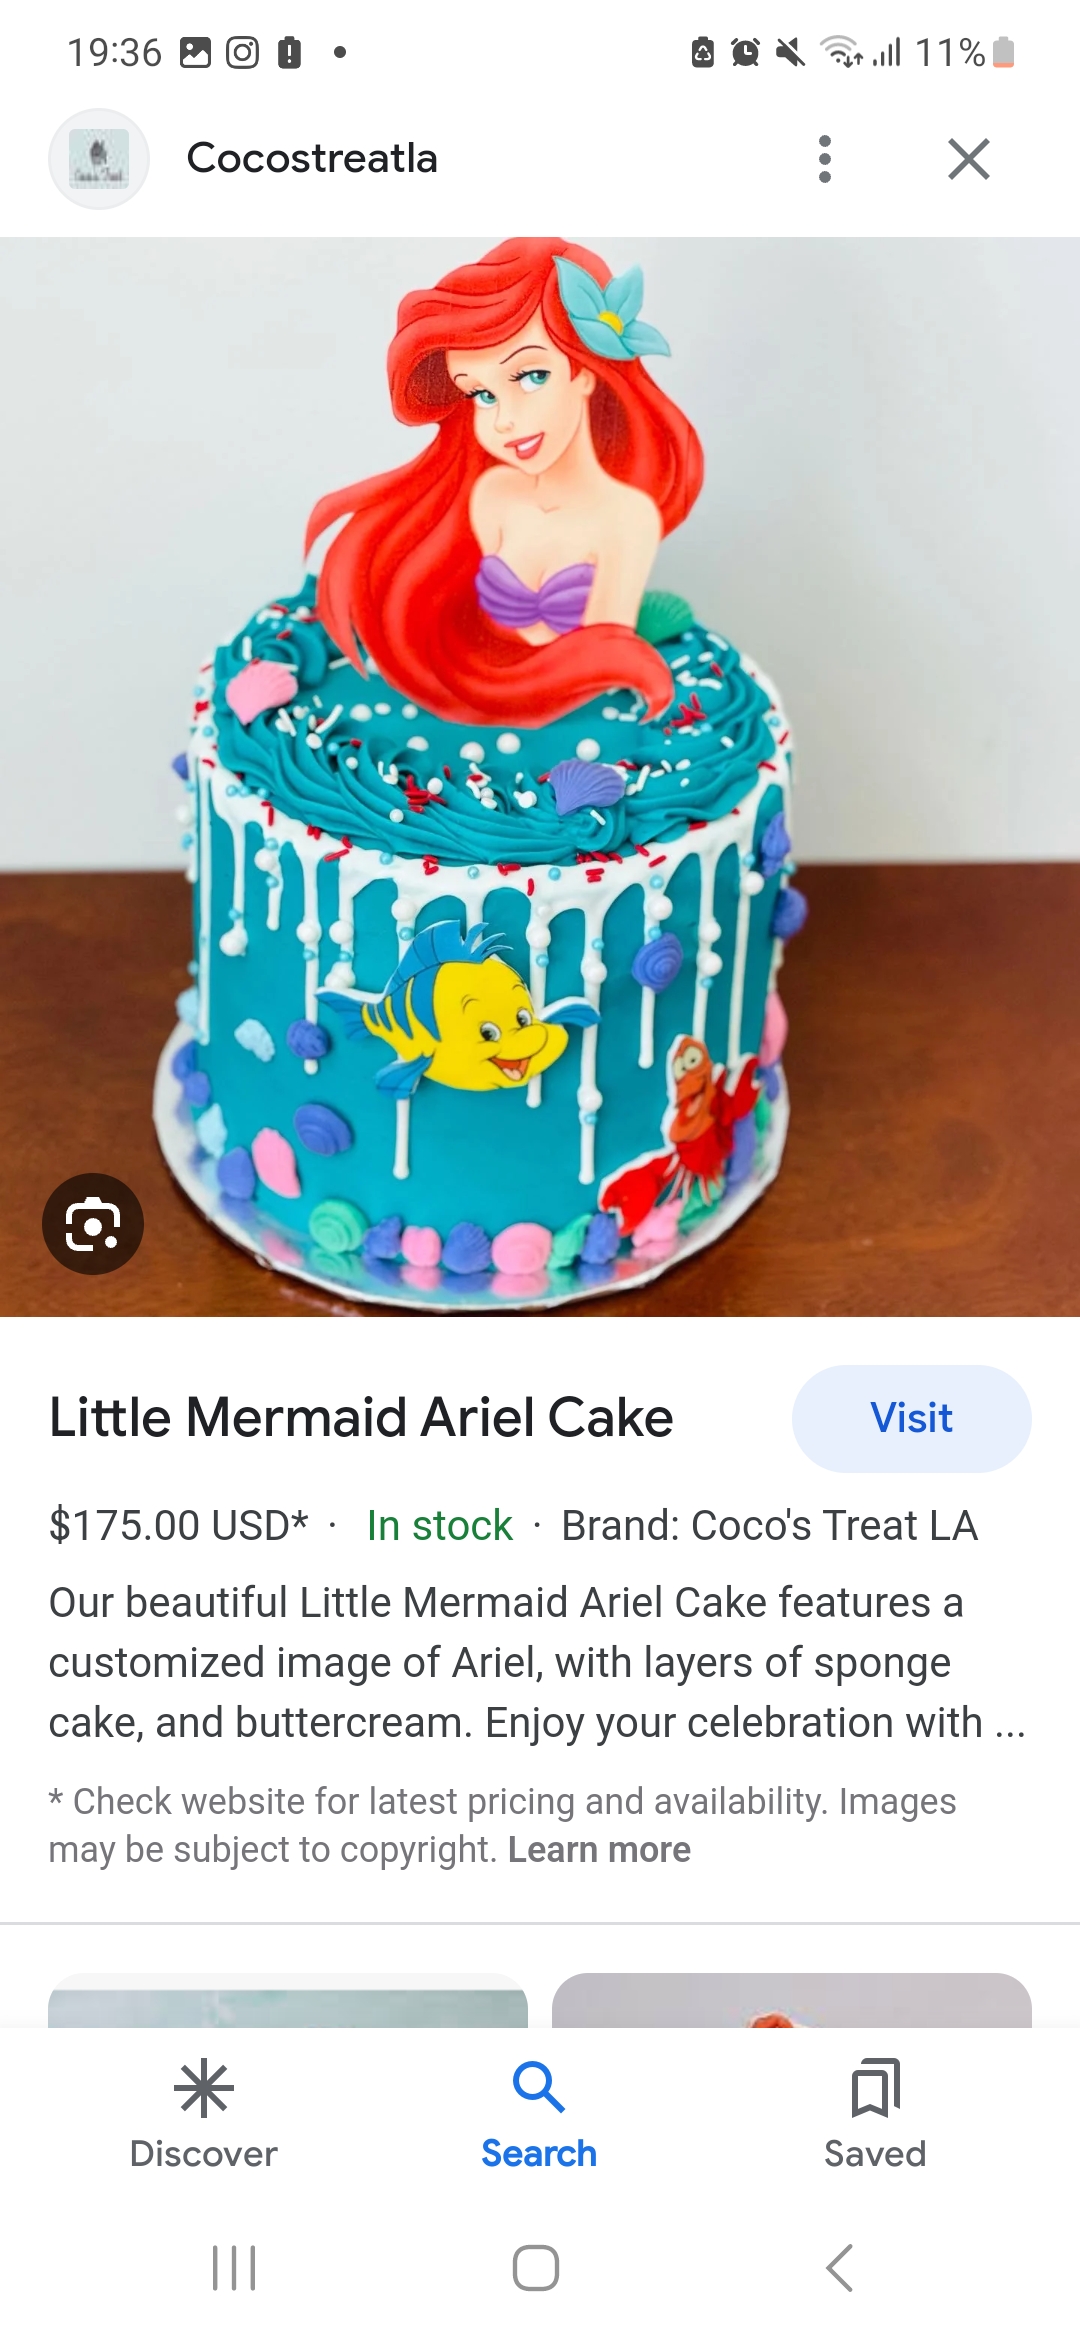 19:36
11%
Cocostreatla
Little Mermaid Ariel Cake
Visit
$175.00 USD* · In stock · Brand: Coco's Treat LA
Our beautiful Little Mermaid Ariel Cake features a
customized image of Ariel, with layers of sponge
cake, and buttercream. Enjoy your celebration with ...
* Check website for latest pricing and availability. Images
may be subject to copyright. Learn more
Discover
Search
Saved